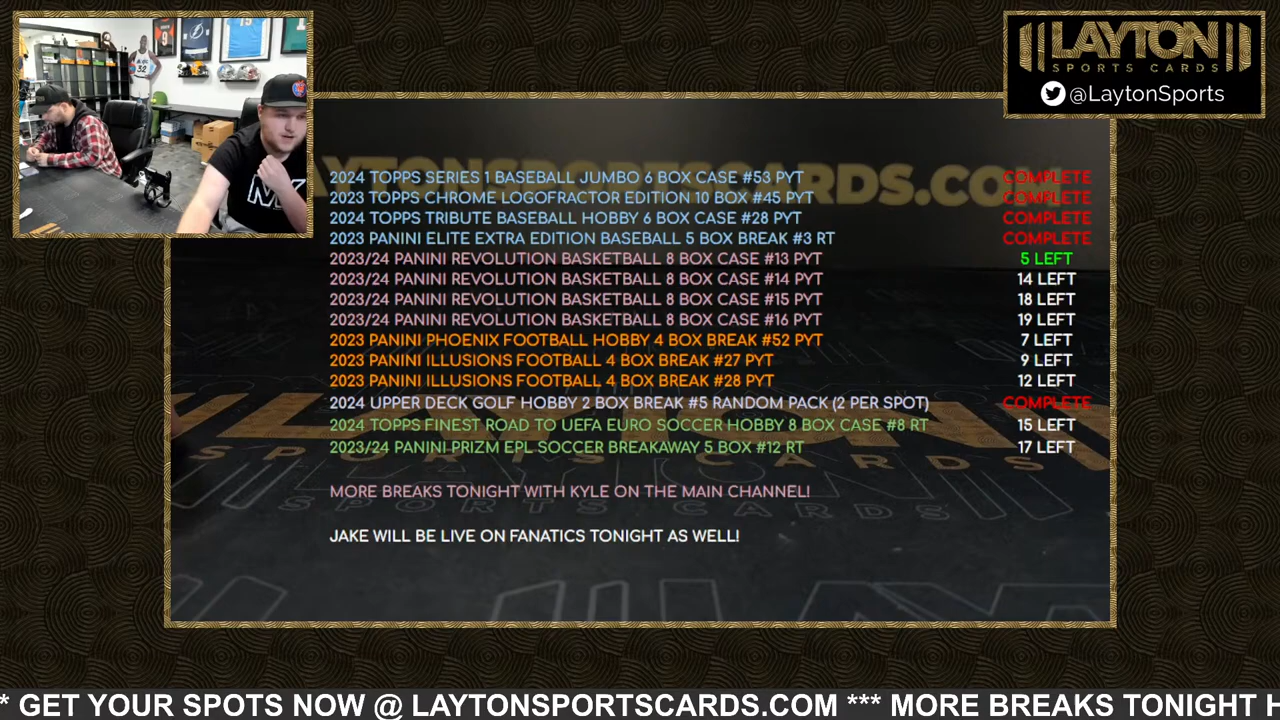 LAYTON
SPORTS CARDS
@LaytonSports
LAYTONSPORTSCARDS.CO
2024 TOPPS SERIES 1 BASEBALL JUMBO 6 BOX CASE #53 PYT COMPLETE
2023 TOPPS CHROME LOGOFRACTOR EDITION 10 BOX #45 PYT COMPLETE
2024 TOPPS TRIBUTE BASEBALL HOBBY 6 BOX CASE #28 PYT COMPLETE
2023 PANINI ELITE EXTRA EDITION BASEBALL 5 BOX BREAK #3 RT COMPLETE
2023/24 PANINI REVOLUTION BASKETBALL 8 BOX CASE #13 PYT 5 LEFT
2023/24 PANINI REVOLUTION BASKETBALL 8 BOX CASE #14 PYT 14 LEFT
2023/24 PANINI REVOLUTION BASKETBALL 8 BOX CASE #15 PYT 18 LEFT
2023/24 PANINI REVOLUTION BASKETBALL 8 BOX CASE #16 PYT 19 LEFT
2023 PANINI PHOENIX FOOTBALL HOBBY 4 BOX BREAK #52 PYT 7 LEFT
2023 PANINI ILLUSIONS FOOTBALL 4 BOX BREAK #27 PYT 9 LEFT
2023 PANINI ILLUSIONS FOOTBALL 4 BOX BREAK #28 PYT 12 LEFT
2024 UPPER DECK GOLF HOBBY 2 BOX BREAK #5 RANDOM PACK (2 PER SPOT) COMPLETE
2024 TOPPS FINEST ROAD TO UEFA EURO SOCCER HOBBY 8 BOX CASE #8 RT 15 LEFT
2023/24 PANINI PRIZM EPL SOCCER BREAKAWAY 5 BOX #12 RT 17 LEFT
MORE BREAKS TONIGHT WITH KYLE ON THE MAIN CHANNEL!
JAKE WILL BE LIVE ON FANATICS TONIGHT AS WELL!
* GET YOUR SPOTS NOW @ LAYTONSPORTSCARDS.COM *** MORE BREAKS TONIGHT H